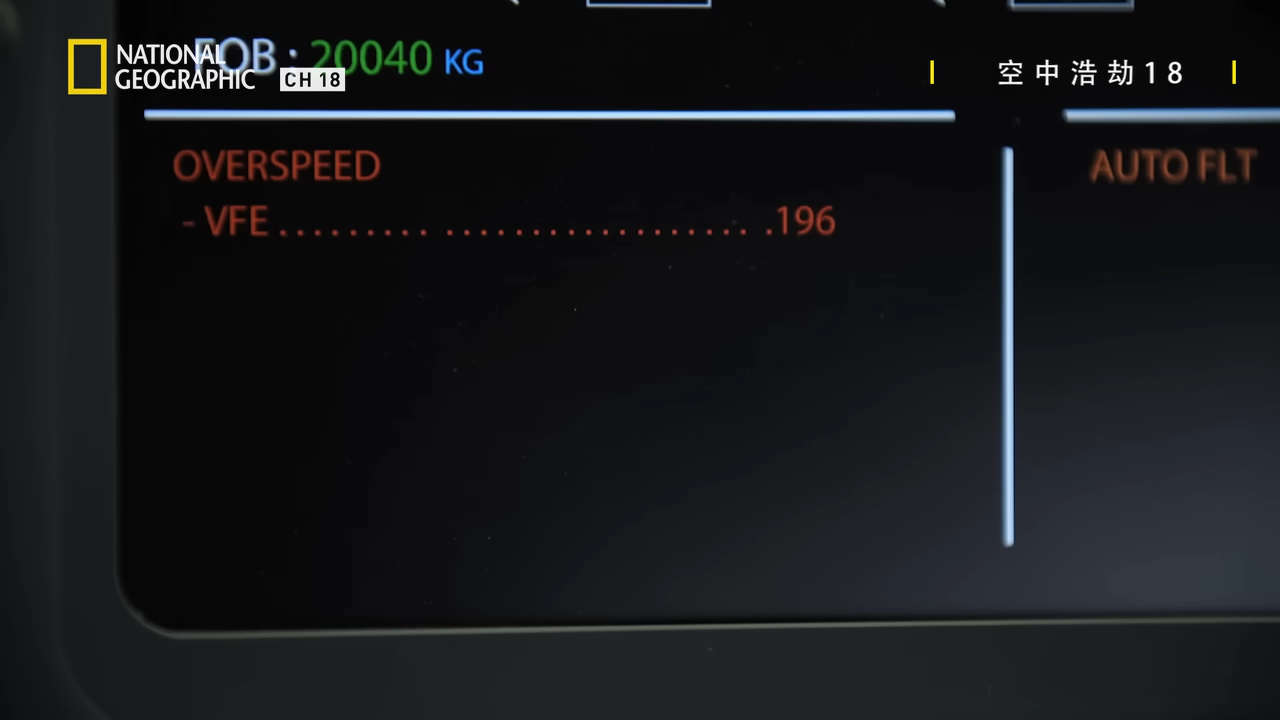 NATIONAL
GEOGRAPHIC CH 18
空中浩劫18
FOB : 20040 KG
OVERSPEED
AUTO FLT
- VFE.......... ..................196